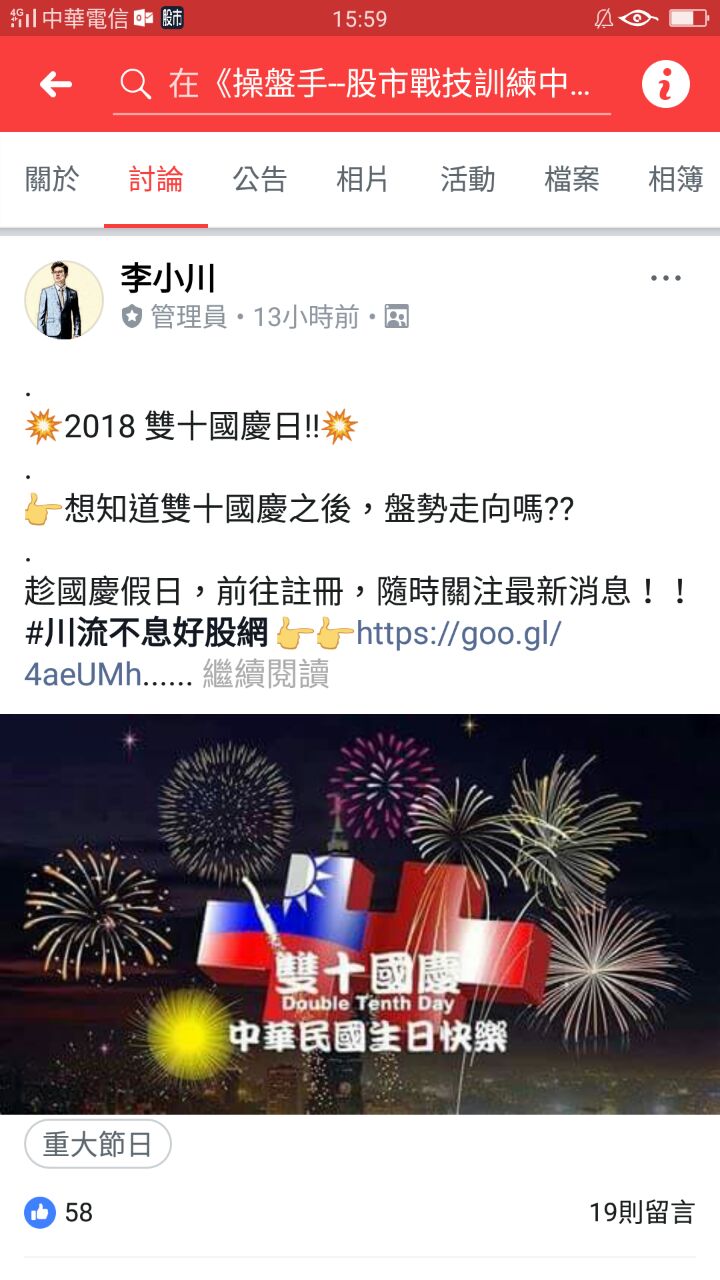 4G 中華電信 股市 15:59
在《操盤手--股市戰技訓練中...
關於 討論 公告 相片 活動 檔案 相簿
李小川
管理員・13小時前・
.
💥2018 雙十國慶日!!💥
.
👉想知道雙十國慶之後，盤勢走向嗎??
.
趁國慶假日，前往註冊，隨時關注最新消息！！
#川流不息好股網 👉👉https://goo.gl/
4aeUMh...... 繼續閱讀
雙十國慶
Double Tenth Day
中華民國生日快樂
重大節日
58 19則留言